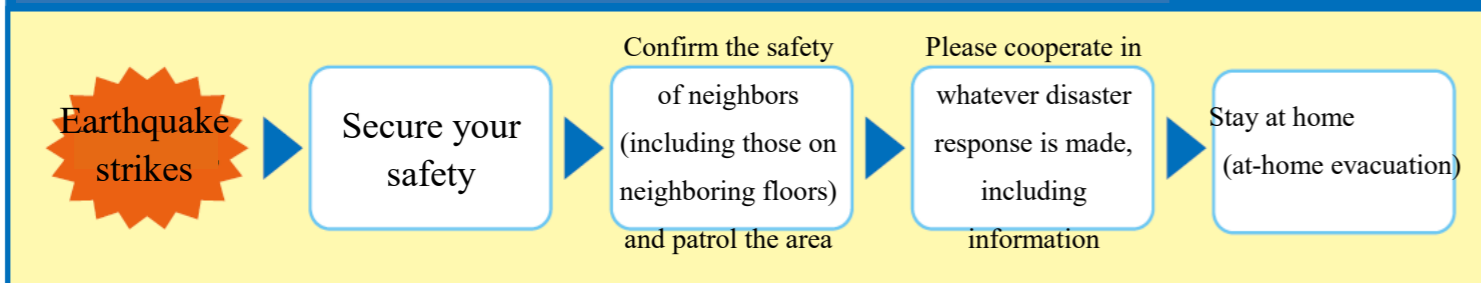 Earthquake
strikes
Secure your
safety
Confirm the safety
of neighbors
(including those on
neighboring floors)
and patrol the area
Please cooperate in
whatever disaster
response is made,
including
information
Stay at home
(at-home evacuation)